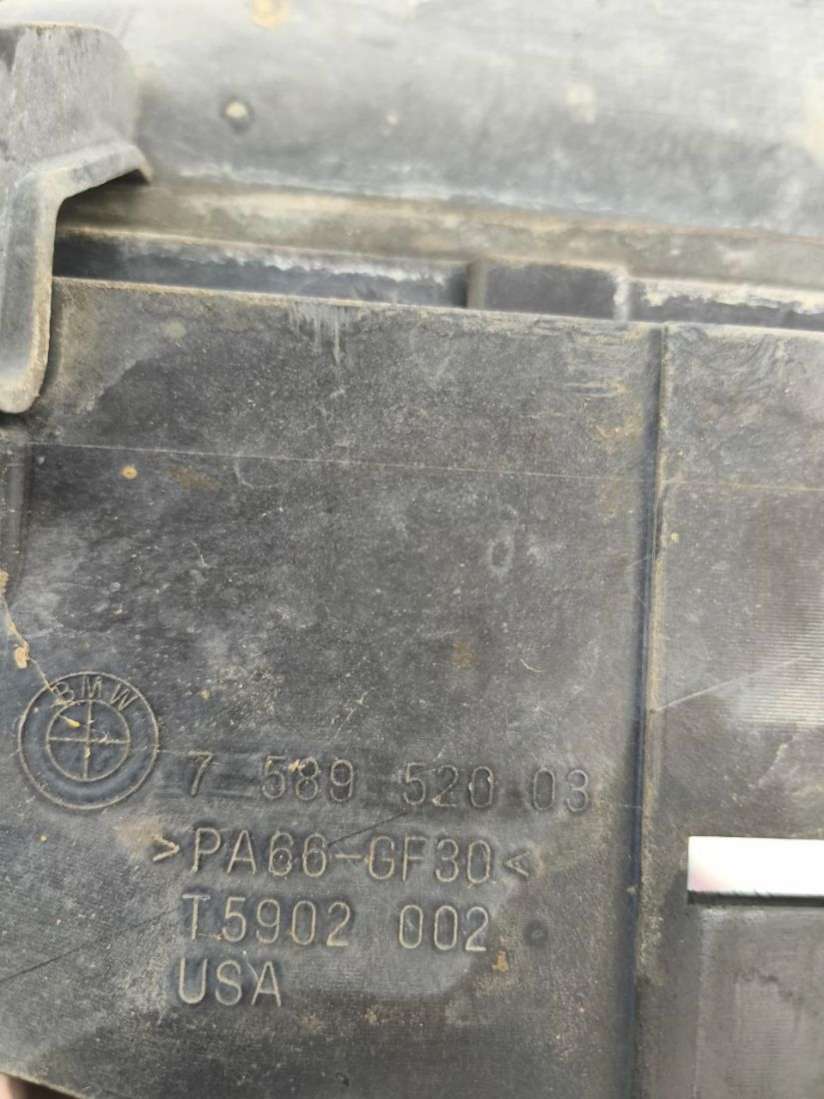 BMW
7 589 520 03
>PA66-GF30<
T5902 002
USA